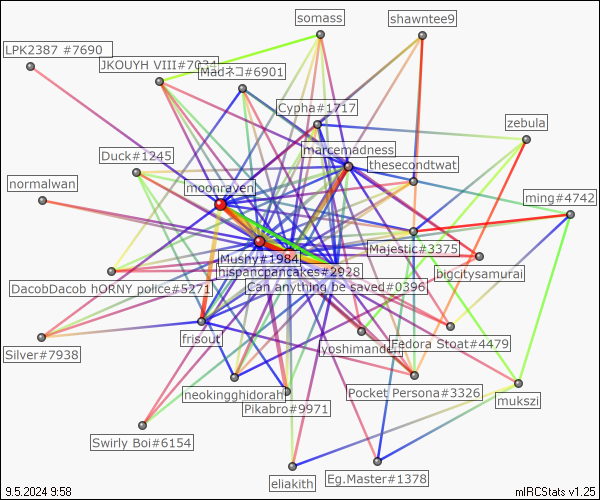 somass
shawntee9
LPK2387 #7690
JKOUYH VIII#7034
Madネコ#6901
Cypha#1717
zebula
marcemadness
Duck#1245
thesecondtwat
normalwan
moonraven
ming#4742
Majestic#3375
Mushy#1984
hispanicpancakes#2928
bigcitysamurai
DacobDacob hORNY police#5271
Can anything be saved#0396
frisout
yoshimandeh
Fedora Stoat#4479
Silver#7938
neokingghidorah
Pocket Persona#3326
mukszi
Pikabro#9971
Swirly Boi#6154
eliakith
Eg.Master#1378
9.5.2024 9:58
mIRCStats v1.25